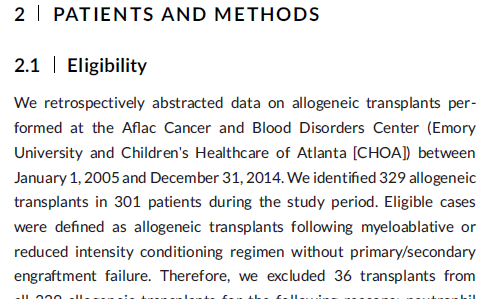 2 | PATIENTS AND METHODS
2.1 | Eligibility
We retrospectively abstracted data on allogeneic transplants per-
formed at the Aflac Cancer and Blood Disorders Center (Emory
University and Children's Healthcare of Atlanta [CHOA]) between
January 1, 2005 and December 31, 2014. We identified 329 allogeneic
transplants in 301 patients during the study period. Eligible cases
were defined as allogeneic transplants following myeloablative or
reduced intensity conditioning regimen without primary/secondary
engraftment failure. Therefore, we excluded 36 transplants from
all 329 allogeneic transplants for the following reasons: neutrophil